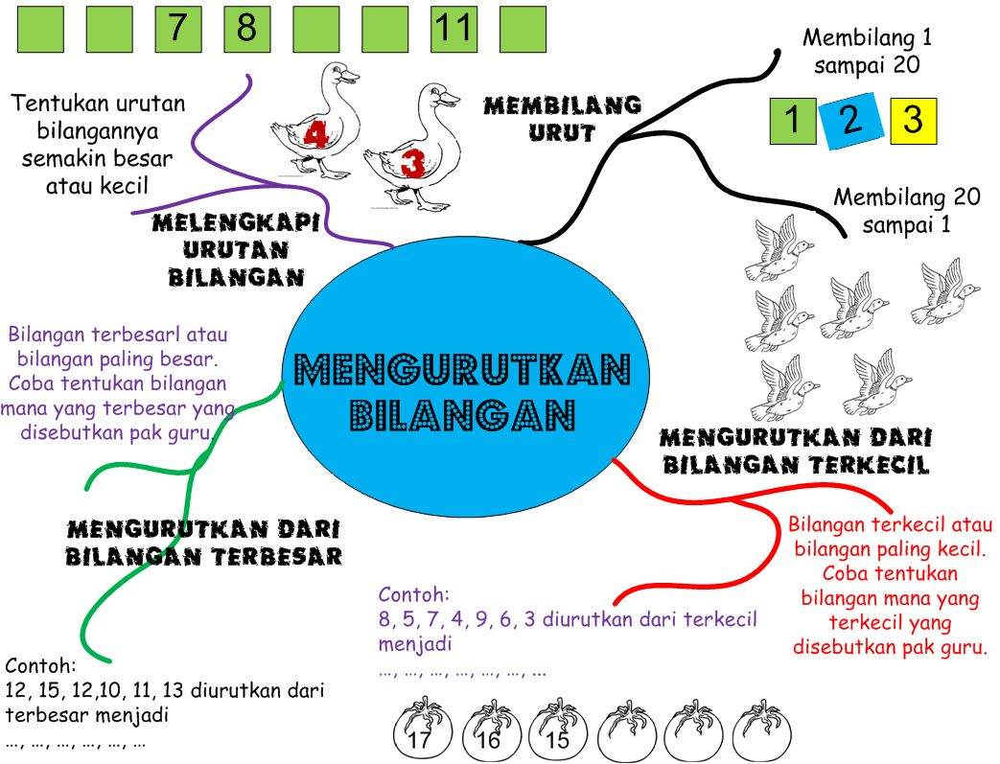 7 8 11
Membilang 1
sampai 20
Tentukan urutan
bilangannya
semakin besar
atau kecil
4
3
MEMBILANG
URUT
1 2 3
Membilang 20
sampai 1
MELENGKAPI
URUTAN
BILANGAN
Bilangan terbesarl atau
bilangan paling besar.
Coba tentukan bilangan
mana yang terbesar yang
disebutkan pak guru.
MENGURUTKAN
BILANGAN
MENGURUTKAN DARI
BILANGAN TERKECIL
Bilangan terkecil atau
bilangan paling kecil.
Coba tentukan
bilangan mana yang
terkecil yang
disebutkan pak guru.
MENGURUTKAN DARI
BILANGAN TERBESAR
Contoh:
8, 5, 7, 4, 9, 6, 3 diurutkan dari terkecil
menjadi
…, …, …, …, …, …, ...
Contoh:
12, 15, 12,10, 11, 13 diurutkan dari
terbesar menjadi
…, …, …, …, …, …
17 16 15